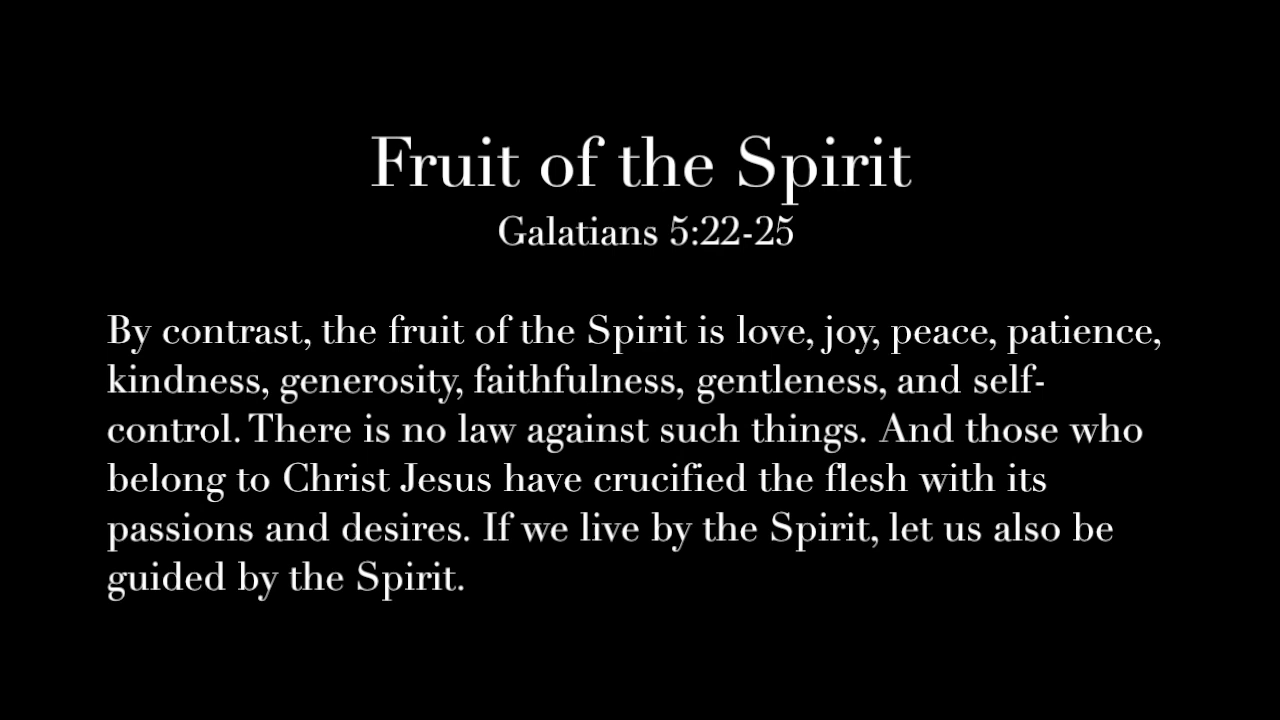 Fruit of the Spirit
Galatians 5:22-25
By contrast, the fruit of the Spirit is love, joy, peace, patience,
kindness, generosity, faithfulness, gentleness, and self-
control. There is no law against such things. And those who
belong to Christ Jesus have crucified the flesh with its
passions and desires. If we live by the Spirit, let us also be
guided by the Spirit.